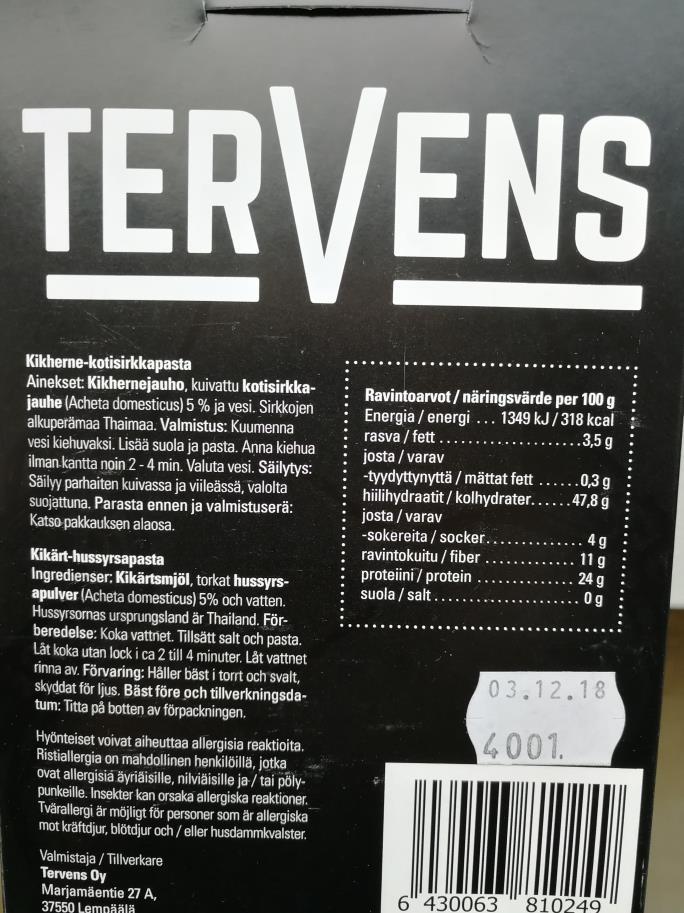 TERVENS
Kikherne-kotisirkkapasta
Ainekset: Kikhernejauho, kuivattu kotisirkka-
jauhe (Acheta domesticus) 5 % ja vesi. Sirkkojen
alkuperämaa Thaimaa. Valmistus: Kuumenna
vesi kiehuvaksi. Lisää suola ja pasta. Anna kiehua
ilman kantta noin 2 - 4 min. Valuta vesi. Säilytys:
Säilyy parhaiten kuivassa ja viileässä, valolta
suojattuna. Parasta ennen ja valmistuserä:
Katso pakkauksen alaosa.
Kikärt-hussyrsapasta
Ingredienser: Kikärtsmjöl, torkat hussyrs-
apulver (Acheta domesticus) 5% och vatten.
Hussyrsornas ursprungsland är Thailand. För-
beredelse: Koka vattnet. Tillsätt salt och pasta.
Låt koka utan lock i ca 2 till 4 minuter. Låt vattnet
rinna av. Förvaring: Håller bäst i torrt och svalt,
skyddat för ljus. Bäst före och tillverkningsda-
tum: Titta på botten av förpackningen.
Hyönteiset voivat aiheuttaa allergisia reaktioita.
Ristiallergia on mahdollinen henkilöillä, jotka
ovat allergisiä äyriäisille, nilviäisille ja / tai pöly-
punkeille. Insekter kan orsaka allergiska reaktioner.
Tvärallergi är möjligt för personer som är allergiska
mot kräftdjur, blötdjur och / eller husdammkvalster.
Valmistaja / Tillverkare
Tervens Oy
Marjamäentie 27 A,
37550 Lempäälä
Ravintoarvot / näringsvärde per 100 g
Energia / energi ... 1349 kJ / 318 kcal
rasva / fett ..................... 3,5 g
josta / varav
-tyydyttynyttä / mättat fett ...... 0,3 g
hiilihydraatit / kolhydrater...... 47,8 g
josta / varav
-sokereita / socker................ 4 g
ravintokuitu / fiber .............. 11 g
proteiini / protein ............... 24 g
suola / salt ...................... 0 g
03.12.18
4001.
6 430063 810249